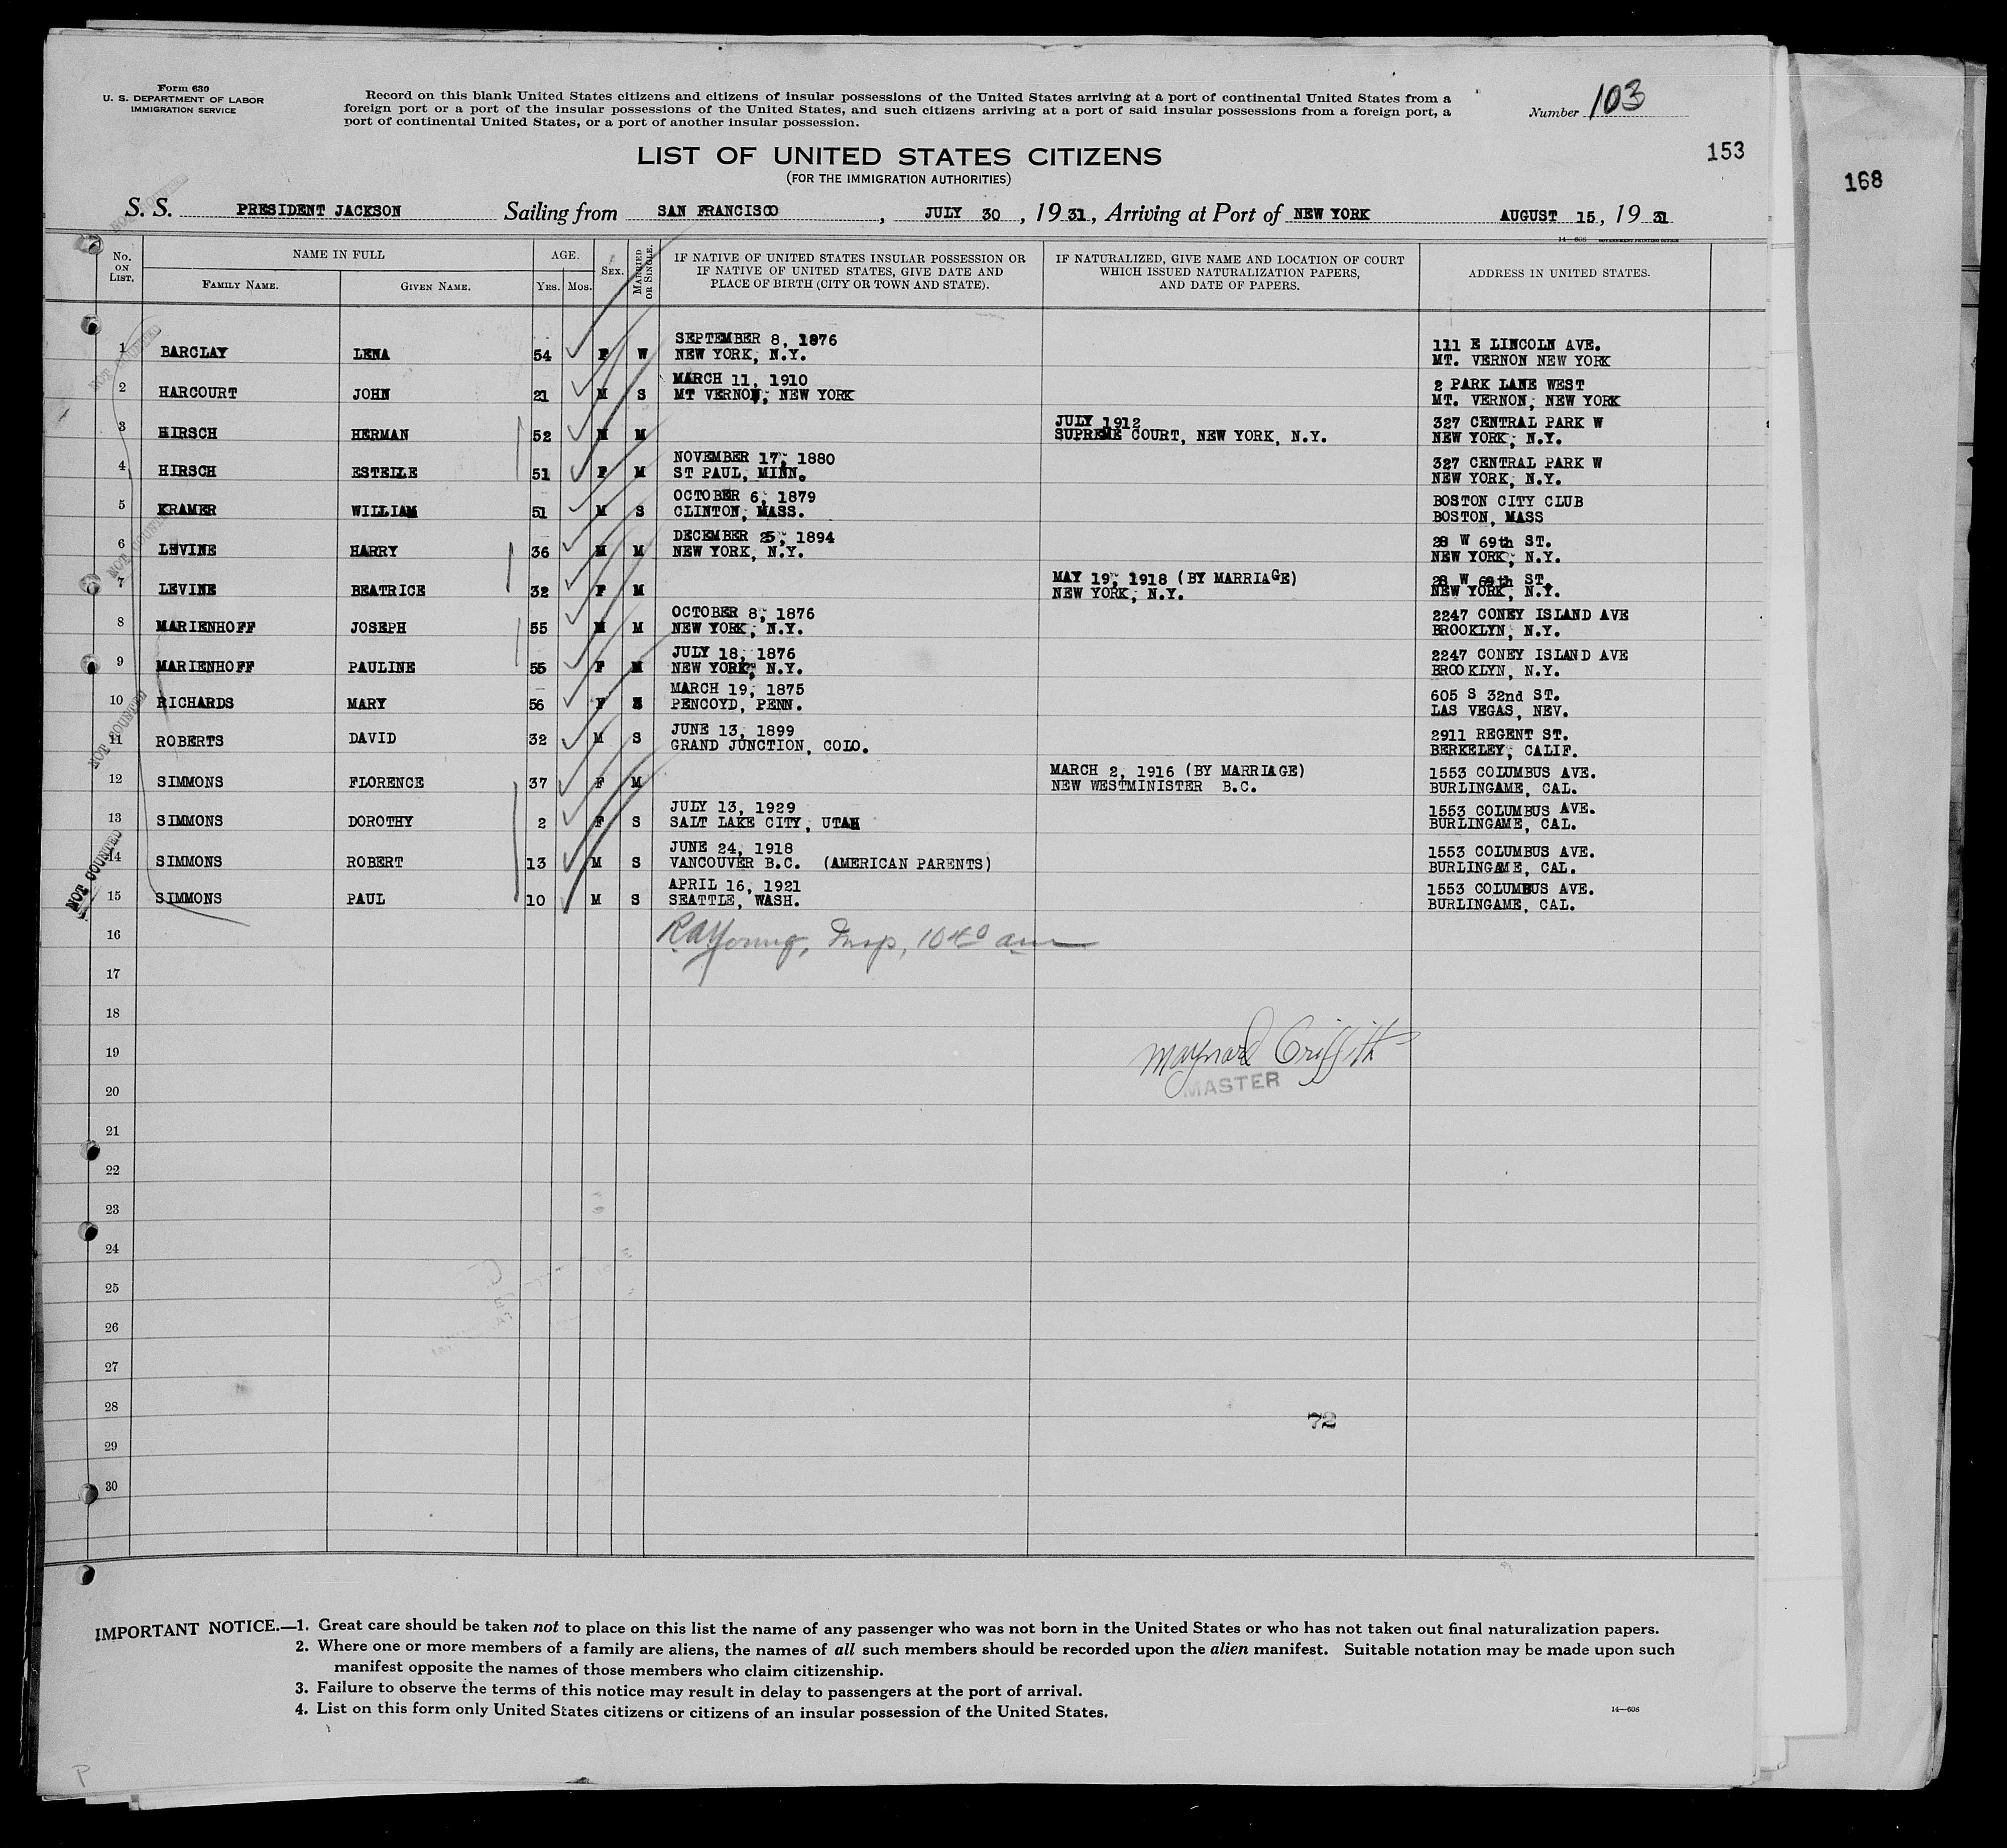 Form 630
U. S. DEPARTMENT OF LABOR
IMMIGRATION SERVICE
Record on this blank United States citizens and citizens of insular possessions of the United States arriving at a port of continental United States from a
foreign port or a port of the insular possessions of the United States, and such citizens arriving at a port of said insular possessions from a foreign port, a
port of continental United States, or a port of another insular possession.
Number 103
153
168
LIST OF UNITED STATES CITIZENS
(FOR THE IMMIGRATION AUTHORITIES)
S. S. PRESIDENT JACKSON Sailing from SAN FRANCISCO, JULY 30, 1931, Arriving at Port of NEW YORK AUGUST 15, 1931
14—608 GOVERNMENT PRINTING OFFICE
No. ON LIST. NAME IN FULL FAMILY NAME. GIVEN NAME. AGE. YRS. MOS. SEX. MARRIED OR SINGLE. IF NATIVE OF UNITED STATES INSULAR POSSESSION OR IF NATIVE OF UNITED STATES, GIVE DATE AND PLACE OF BIRTH (CITY OR TOWN AND STATE). IF NATURALIZED, GIVE NAME AND LOCATION OF COURT WHICH ISSUED NATURALIZATION PAPERS, AND DATE OF PAPERS. ADDRESS IN UNITED STATES.
NOT COUNTED
1 BARCLAY LENA 54 F W SEPTEMBER 8, 1876 NEW YORK, N.Y. 111 E LINCOLN AVE. MT. VERNON NEW YORK
NOT COUNTED
2 HARCOURT JOHN 21 M S MARCH 11, 1910 MT VERNON, NEW YORK 2 PARK LANE WEST MT. VERNON, NEW YORK
3 HIRSCH HERMAN 52 M M JULY 1912 SUPREME COURT, NEW YORK, N.Y. 327 CENTRAL PARK W NEW YORK, N.Y.
4 HIRSCH ESTELLE 51 F M NOVEMBER 17, 1880 ST PAUL, MINN. 327 CENTRAL PARK W NEW YORK, N.Y.
5 KRAMER WILLIAM 51 M S OCTOBER 6, 1879 CLINTON, MASS. BOSTON CITY CLUB BOSTON, MASS
NOT COUNTED
6 LEVINE HARRY 36 M M DECEMBER 25, 1894 NEW YORK, N.Y. 28 W 69th ST. NEW YORK, N.Y.
7 LEVINE BEATRICE 32 F M MAY 19, 1918 (BY MARRIAGE) NEW YORK, N.Y. 28 W 69th ST. NEW YORK, N.Y.
8 MARIENHOFF JOSEPH 55 M M OCTOBER 8, 1876 NEW YORK, N.Y. 2247 CONEY ISLAND AVE BROOKLYN, N.Y.
9 MARIENHOFF PAULINE 55 F M JULY 18, 1876 NEW YORK, N.Y. 2247 CONEY ISLAND AVE BROOKLYN, N.Y.
10 RICHARDS MARY 56 F MARCH 19, 1875 PENCOYD, PENN. 605 S 32nd ST. LAS VEGAS, NEV.
NOT COUNTED
11 ROBERTS DAVID 32 M S JUNE 13, 1899 GRAND JUNCTION, COLO. 2911 REGENT ST. BERKELEY, CALIF.
12 SIMMONS FLORENCE 37 F M MARCH 2, 1916 (BY MARRIAGE) NEW WESTMINISTER B.C. 1553 COLUMBUS AVE. BURLINGAME, CAL.
13 SIMMONS DOROTHY 2 F S JULY 13, 1929 SALT LAKE CITY, UTAH 1553 COLUMBUS AVE. BURLINGAME, CAL.
14 SIMMONS ROBERT 13 M S JUNE 24, 1918 VANCOUVER B.C. (AMERICAN PARENTS) 1553 COLUMBUS AVE. BURLINGAME, CAL.
NOT COUNTED
15 SIMMONS PAUL 10 M S APRIL 16, 1921 SEATTLE, WASH. 1553 COLUMBUS AVE. BURLINGAME, CAL.
16 RAYoung, Insp, 10 40 am
17
18
19 Maynard Griffith
20 MASTER
21
22
23
24
25
26
27
28
72
29
30
IMPORTANT NOTICE.—1. Great care should be taken not to place on this list the name of any passenger who was not born in the United States or who has not taken out final naturalization papers.
2. Where one or more members of a family are aliens, the names of all such members should be recorded upon the alien manifest. Suitable notation may be made upon such
manifest opposite the names of those members who claim citizenship.
3. Failure to observe the terms of this notice may result in delay to passengers at the port of arrival.
4. List on this form only United States citizens or citizens of an insular possession of the United States.
14—608
P